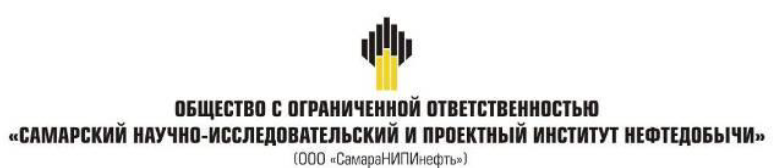 ОБЩЕСТВО С ОГРАНИЧЕННОЙ ОТВЕТСТВЕННОСТЬЮ
«САМАРСКИЙ НАУЧНО-ИССЛЕДОВАТЕЛЬСКИЙ И ПРОЕКТНЫЙ ИНСТИТУТ НЕФТЕДОБЫЧИ»
(ООО «СамараНИПИнефть»)